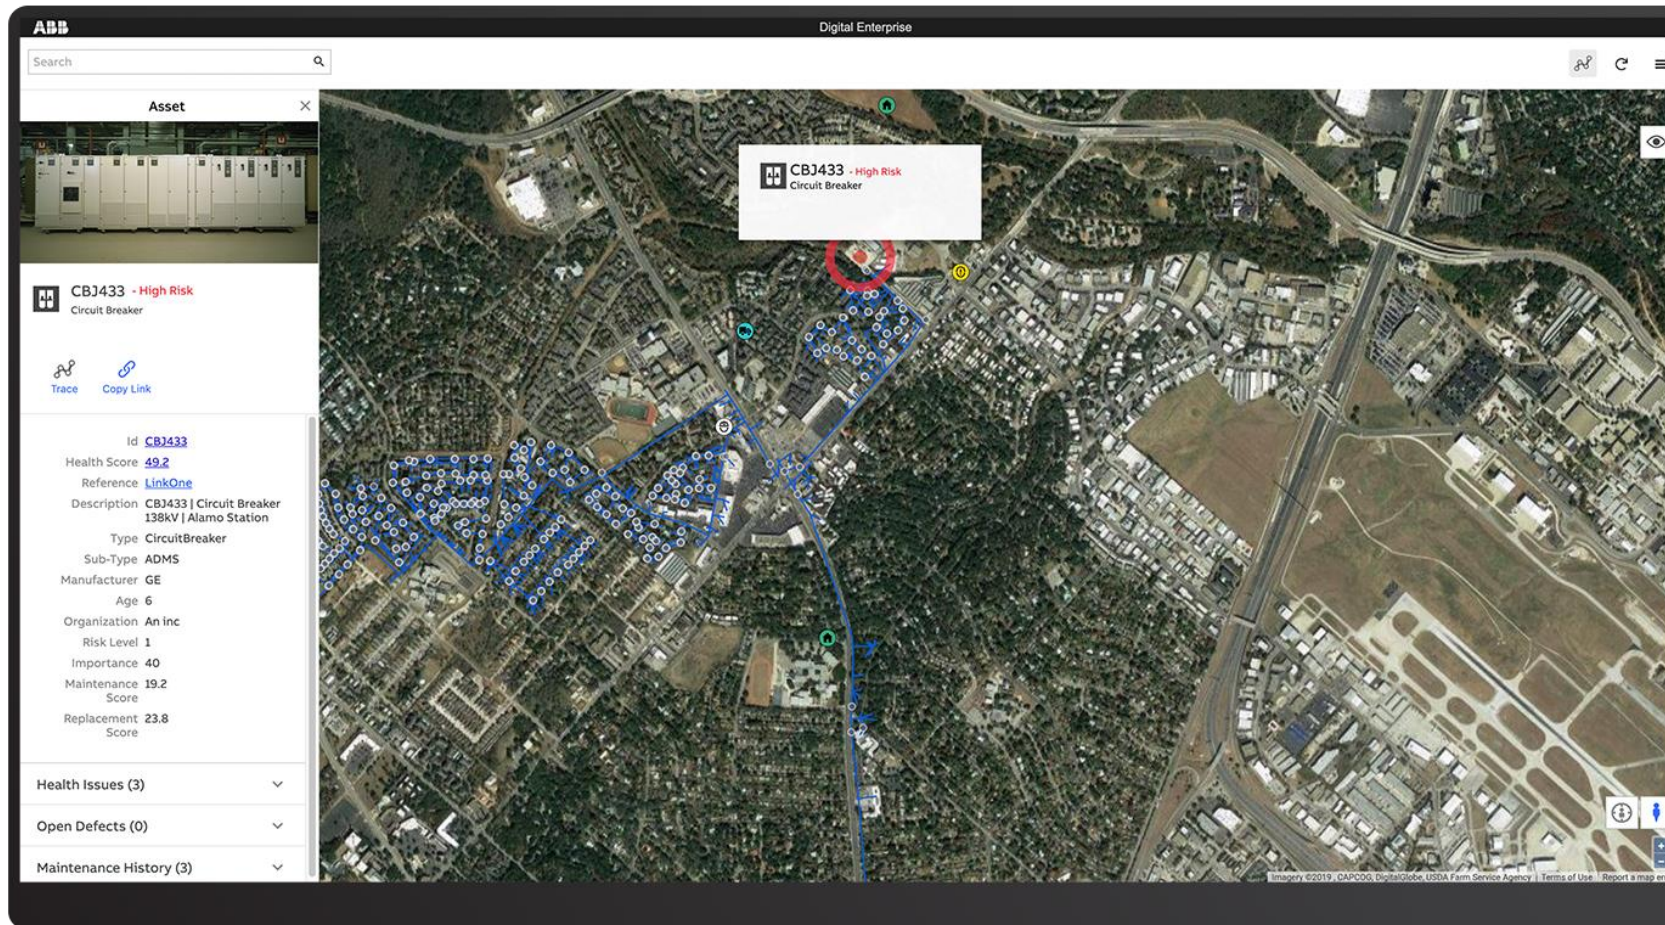 ABB
Digital Enterprise
Search
Asset
CBJ433 - High Risk
Circuit Breaker
Trace
Copy Link
Id CBJ433
Health Score 49.2
Reference LinkOne
Description CBJ433 | Circuit Breaker
138kV | Alamo Station
Type CircuitBreaker
Sub-Type ADMS
Manufacturer GE
Age 6
Organization An inc
Risk Level 1
Importance 40
Maintenance 19.2
Score
Replacement 23.8
Score
Health Issues (3)
Open Defects (0)
Maintenance History (3)
CBJ433 - High Risk
Circuit Breaker
Imagery ©2019 , CAPCOG, DigitalGlobe, USDA Farm Service Agency
Terms of Use
Report a map